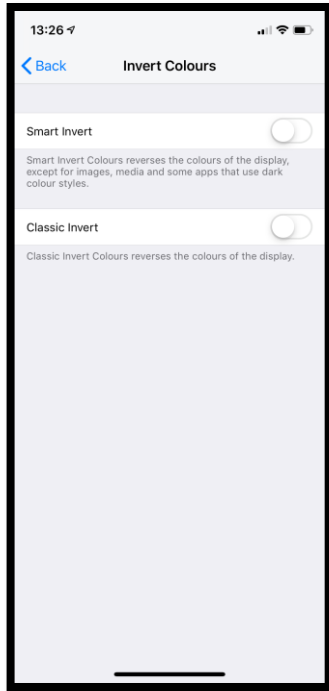 13:26
Back
Invert Colours
Smart Invert
Smart Invert Colours reverses the colours of the display,
except for images, media and some apps that use dark
colour styles.
Classic Invert
Classic Invert Colours reverses the colours of the display.